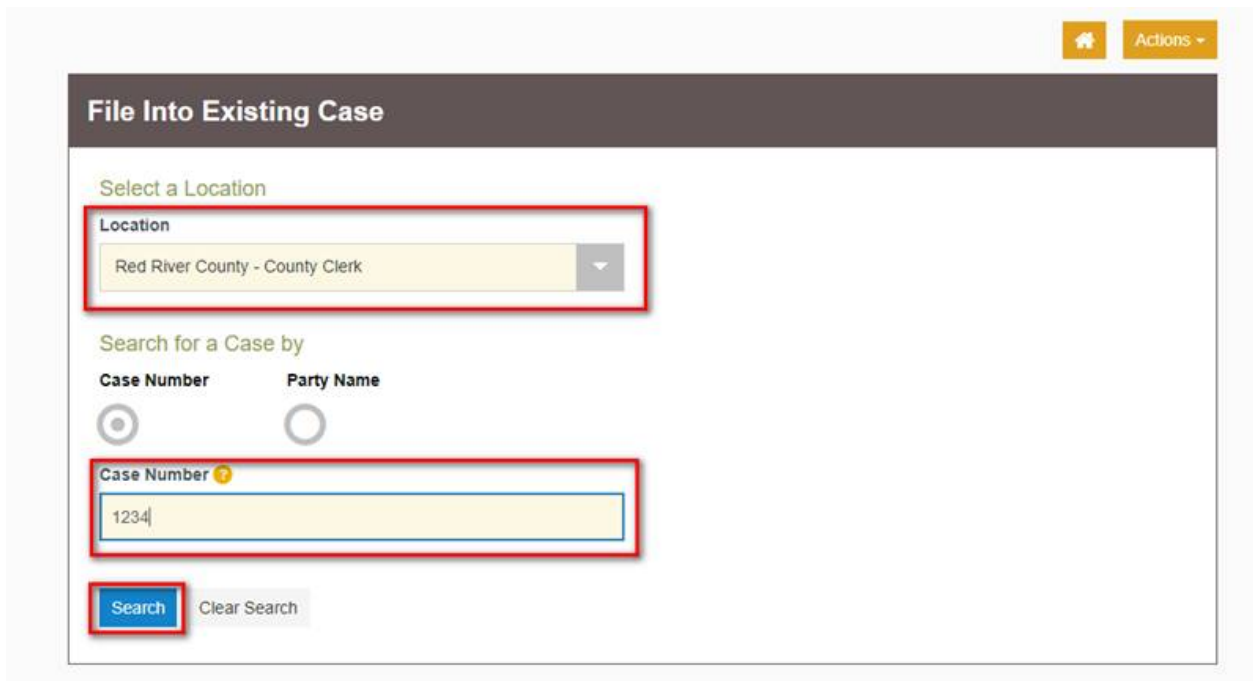 Actions
File Into Existing Case
Select a Location
Location
Red River County - County Clerk
Search for a Case by
Case Number Party Name
Case Number ?
1234
Search Clear Search